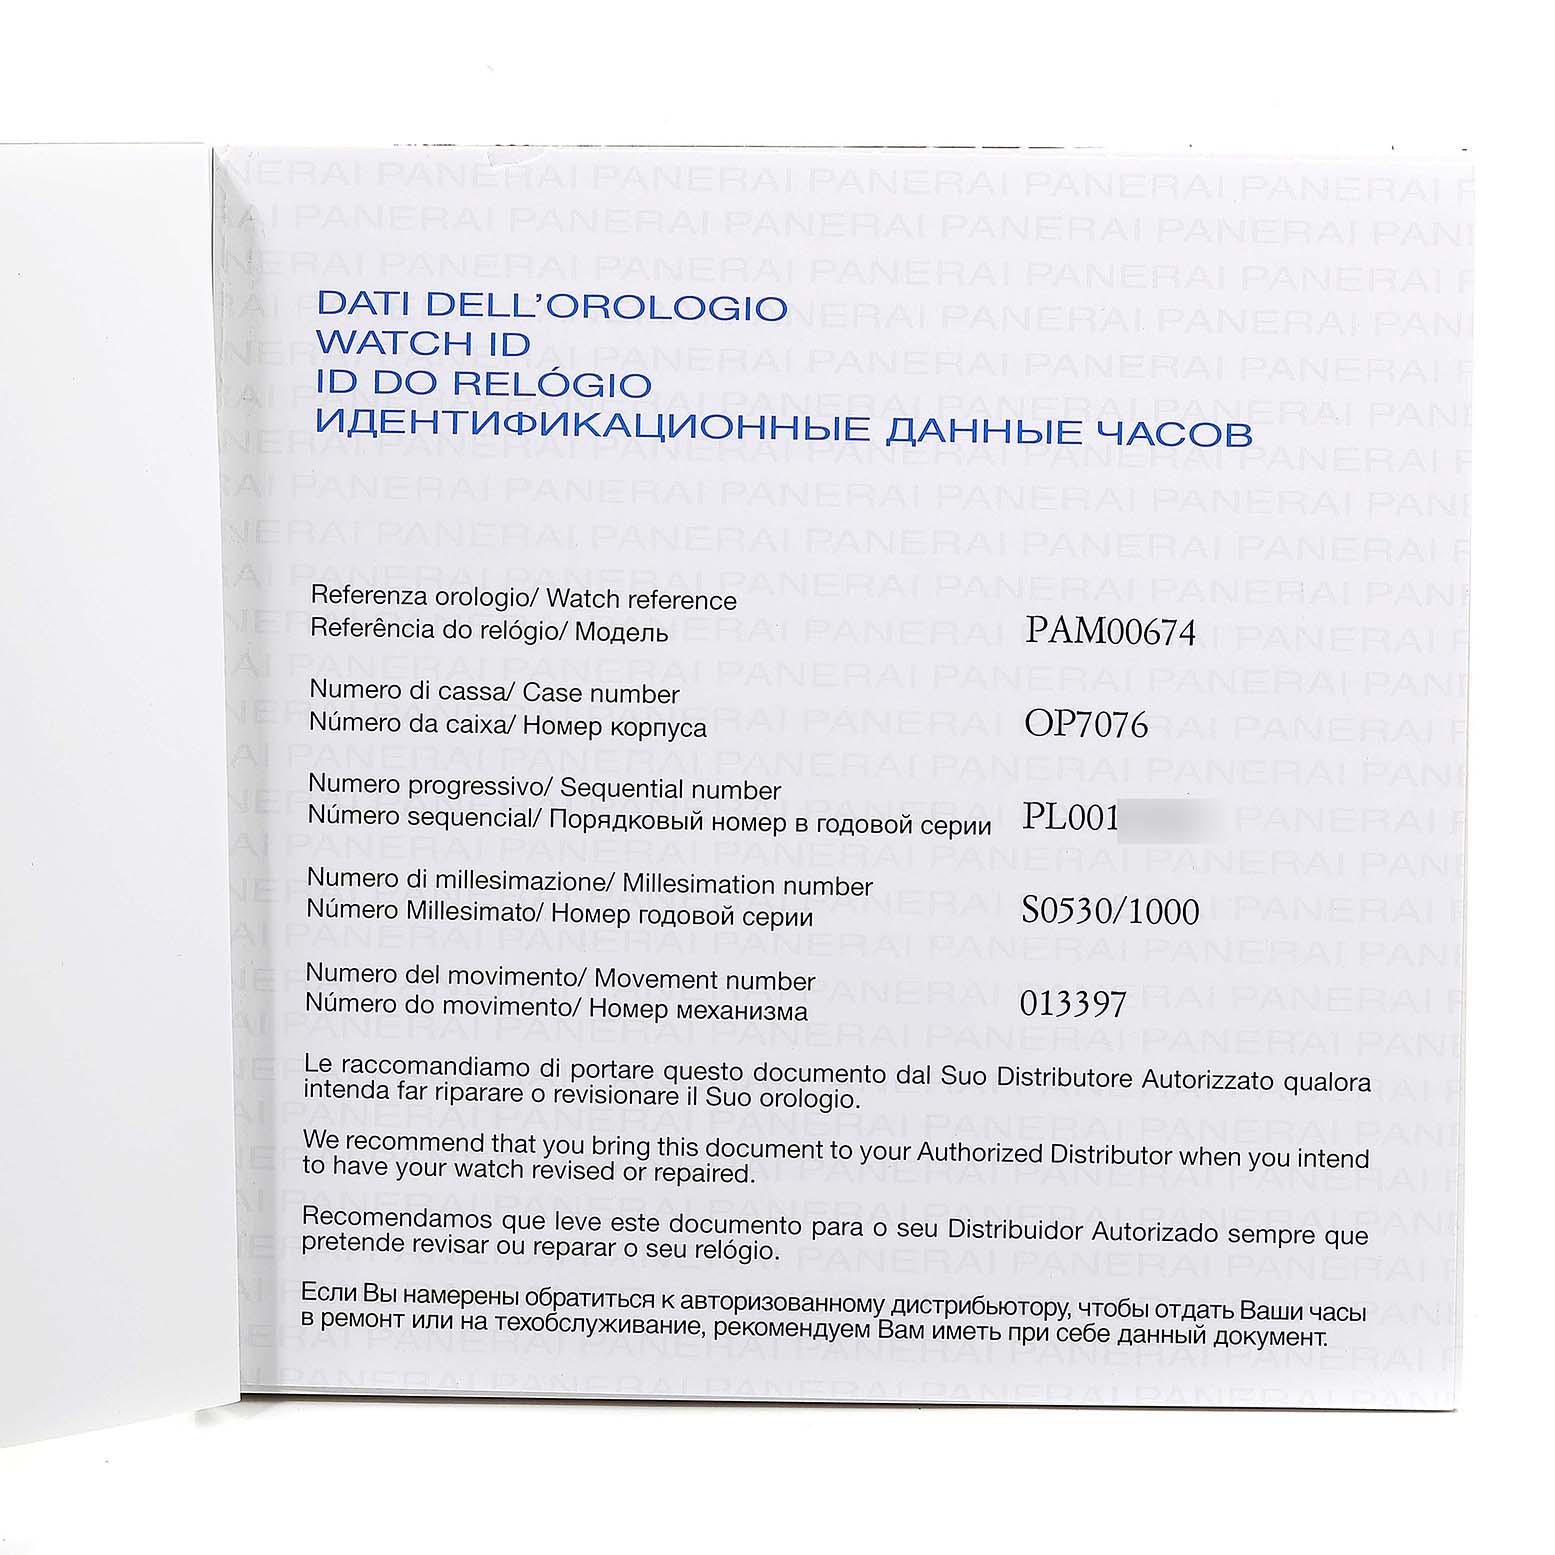 DATI DELL'OROLOGIO
WATCH ID
ID DO RELÓGIO
ИДЕНТИФИКАЦИОННЫЕ ДАННЫЕ ЧАСОВ
Referenza orologio/ Watch reference
Referência do relógio/ Модель PAM00674
Numero di cassa/ Case number
Número da caixa/ Номер корпуса OP7076
Numero progressivo/ Sequential number
Número sequencial/ Порядковый номер в годовой серии PL001
Numero di millesimazione/ Millesimation number
Número Millesimato/ Номер годовой серии S0530/1000
Numero del movimento/ Movement number
Número do movimento/ Номер механизма 013397
Le raccomandiamo di portare questo documento dal Suo Distributore Autorizzato qualora
intenda far riparare o revisionare il Suo orologio.
We recommend that you bring this document to your Authorized Distributor when you intend
to have your watch revised or repaired.
Recomendamos que leve este documento para o seu Distribuidor Autorizado sempre que
pretende revisar ou reparar o seu relógio.
Если Вы намерены обратиться к авторизованному дистрибьютору, чтобы отдать Ваши часы
в ремонт или на техобслуживание, рекомендуем Вам иметь при себе данный документ.